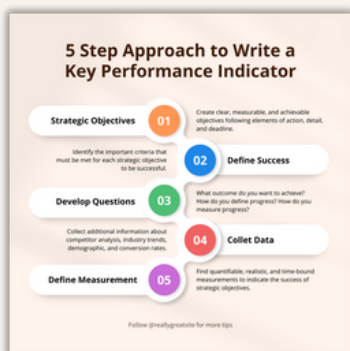 5 Step Approach to Write a
Key Performance Indicator
Strategic Objectives
01
Create clear, measurable, and achievable
objectives following elements of action, detail,
and deadline.
Identify the important criteria that
must be met for each strategic objective
to be successful.
02
Define Success
Develop Questions
03
What outcome do you want to achieve?
How do you define progress? How do you
measure progress?
Collect additional information about
competitor analysis, industry trends,
demographic, and conversion rates.
04
Collet Data
Define Measurement
05
Find quantifiable, realistic, and time-bound
measurements to indicate the success of
strategic objectives.
Follow @reallygreatsite for more tips